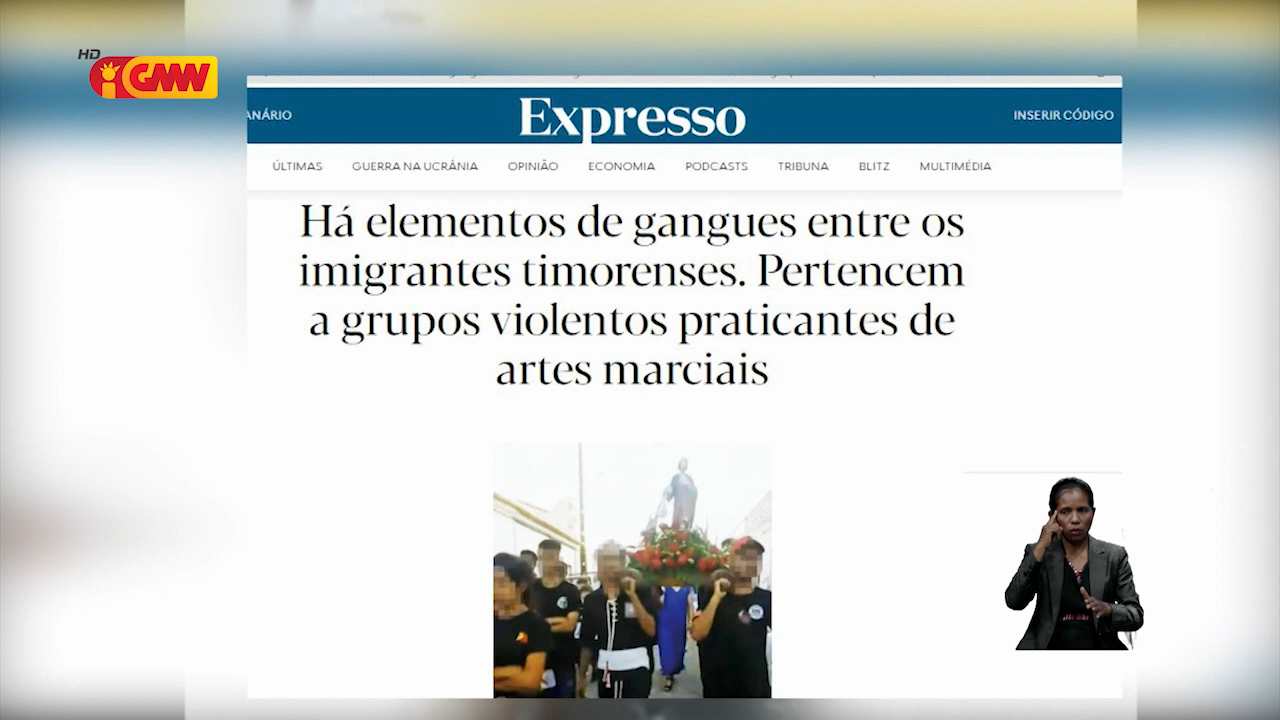 HD
GMN
ANÁRIO
Expresso
INSERIR CÓDIGO
ÚLTIMAS GUERRA NA UCRÂNIA OPINIÃO ECONOMIA PODCASTS TRIBUNA BLITZ MULTIMÉDIA
Há elementos de gangues entre os
imigrantes timorenses. Pertencem
a grupos violentos praticantes de
artes marciais